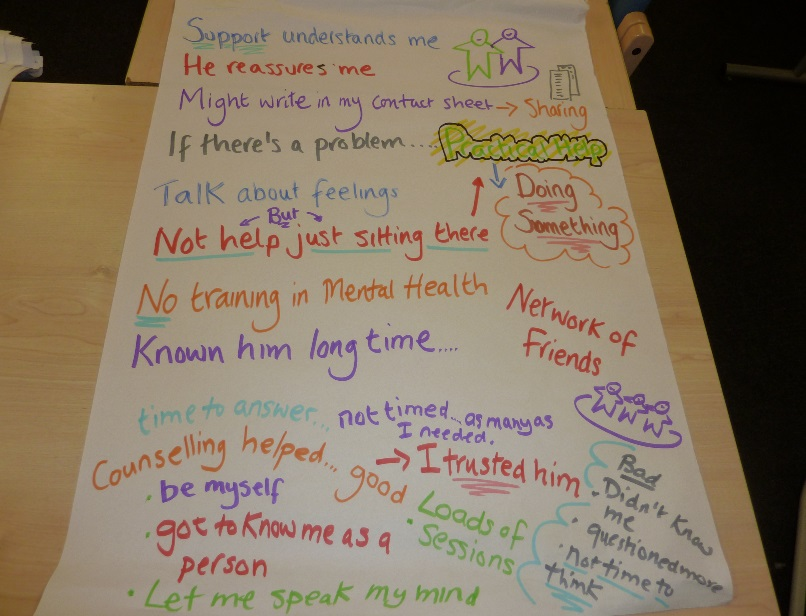 Support understands me
He reassures me
Might write in my contact sheet → Sharing
If there's a problem... Practical Help
Talk about feelings
Doing
Something
But
Not help just sitting there
No training in Mental Health
Known him long time....
Network of
Friends
time to answer... not timed... as many as
I needed.
Counselling helped... good
→ I trusted him
• be myself
• got to know me as a
person
• Let me speak my mind
• Loads of
sessions
Bad
• Didn't know
me
• questioned more
• not time to
think